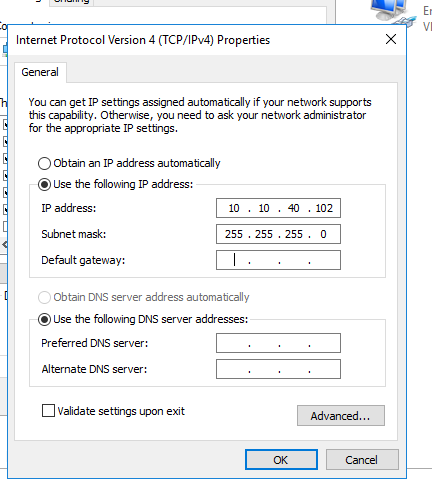 Sharing
Internet Protocol Version 4 (TCP/IPv4) Properties
General
You can get IP settings assigned automatically if your network supports
this capability. Otherwise, you need to ask your network administrator
for the appropriate IP settings.
Obtain an IP address automatically
Use the following IP address:
IP address: 10 . 10 . 40 . 102
Subnet mask: 255 . 255 . 255 . 0
Default gateway: . . .
Obtain DNS server address automatically
Use the following DNS server addresses:
Preferred DNS server: . . .
Alternate DNS server: . . .
Validate settings upon exit
Advanced...
OK Cancel